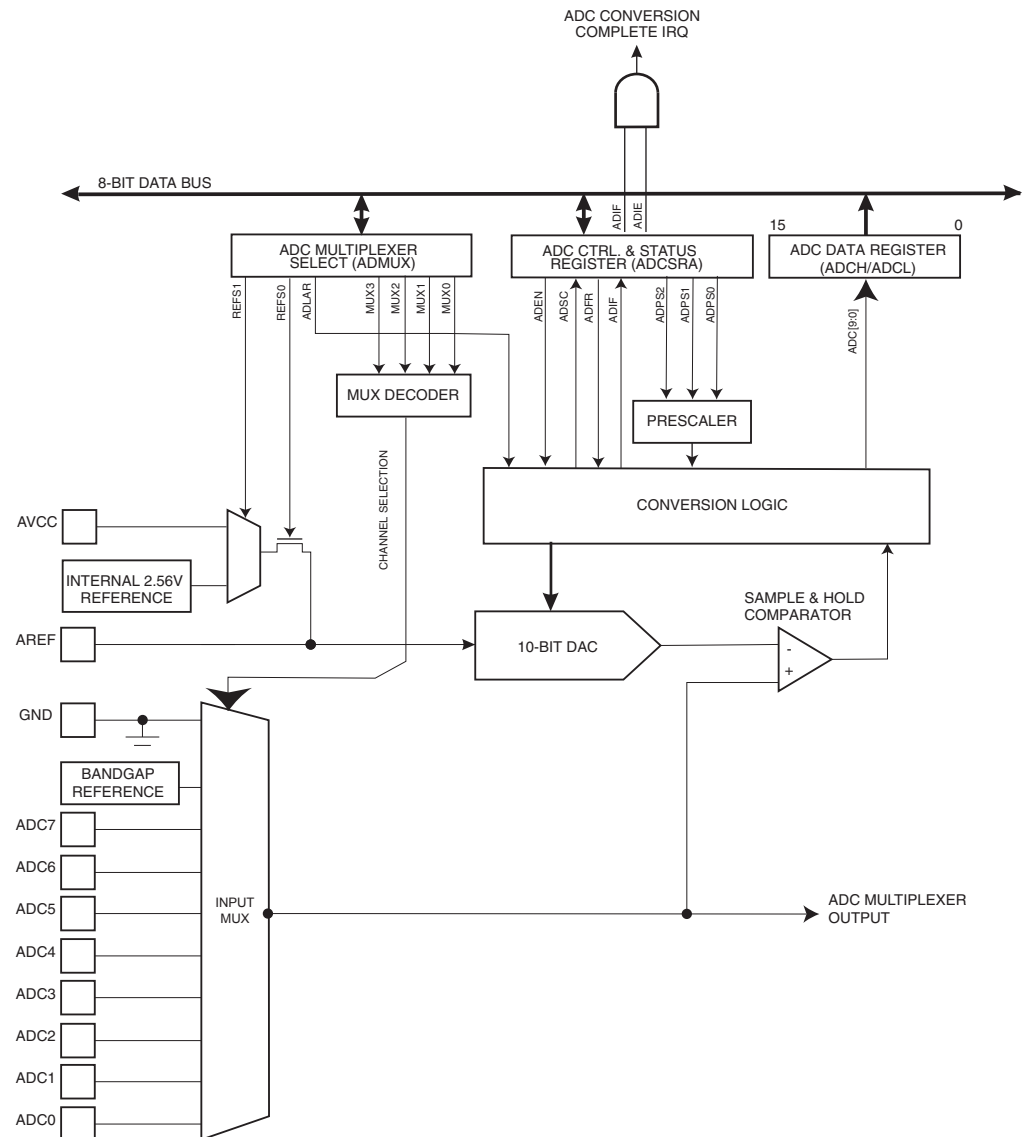 ADC CONVERSION
COMPLETE IRQ
8-BIT DATA BUS
ADIF
ADIE
15
0
ADC MULTIPLEXER
SELECT (ADMUX)
ADC CTRL. & STATUS
REGISTER (ADCSRA)
ADC DATA REGISTER
(ADCH/ADCL)
REFS1
REFS0
ADLAR
MUX3
MUX2
MUX1
MUX0
ADEN
ADSC
ADFR
ADIF
ADPS2
ADPS1
ADPS0
ADC[9:0]
MUX DECODER
PRESCALER
CHANNEL SELECTION
CONVERSION LOGIC
AVCC
INTERNAL 2.56V
REFERENCE
SAMPLE & HOLD
COMPARATOR
AREF
10-BIT DAC
-
+
GND
BANDGAP
REFERENCE
ADC7
ADC6
ADC5
INPUT
MUX
ADC MULTIPLEXER
OUTPUT
ADC4
ADC3
ADC2
ADC1
ADC0